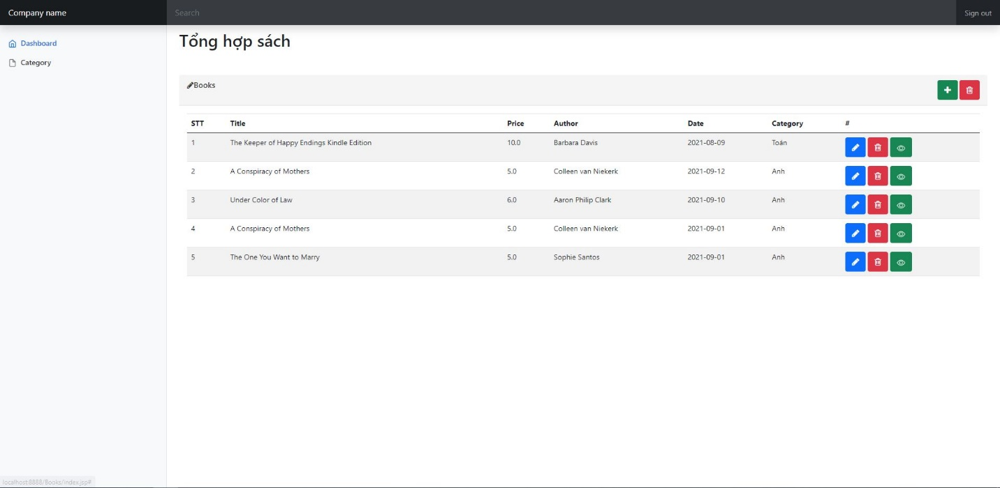 Company name Search Sign out
Dashboard
Category
Tổng hợp sách
Books
STT Title Price Author Date Category #
1 The Keeper of Happy Endings Kindle Edition 10.0 Barbara Davis 2021-08-09 Toán
2 A Conspiracy of Mothers 5.0 Colleen van Niekerk 2021-09-12 Anh
3 Under Color of Law 6.0 Aaron Philip Clark 2021-09-10 Anh
4 A Conspiracy of Mothers 5.0 Colleen van Niekerk 2021-09-01 Anh
5 The One You Want to Marry 5.0 Sophie Santos 2021-09-01 Anh
localhost:8888/Books/index.jsp#